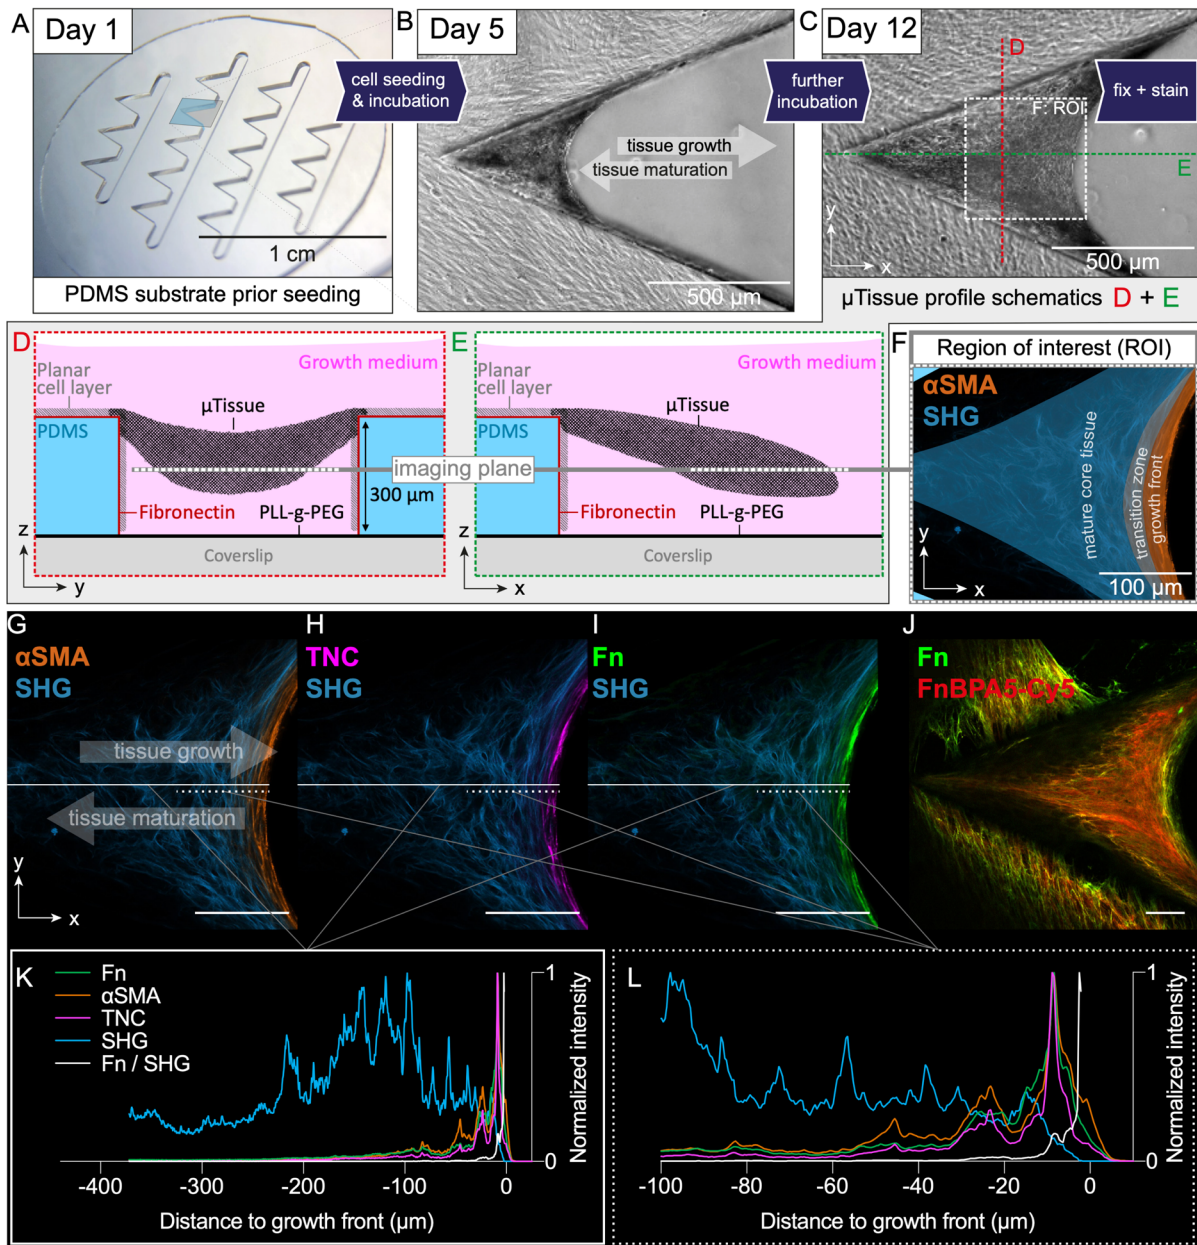 A
Day 1
cell seeding
& incubation
1 cm
PDMS substrate prior seeding
B
Day 5
tissue growth
tissue maturation
500 µm
further
incubation
C
Day 12
D
F: ROI
fix + stain
E
y
x
500 µm
µTissue profile schematics D + E
D
Growth medium
Planar
cell layer
µTissue
PDMS
imaging plane
300 µm
Fibronectin
PLL-g-PEG
Coverslip
z
y
E
Growth medium
Planar
cell layer
µTissue
PDMS
Fibronectin
PLL-g-PEG
Coverslip
z
x
F
Region of interest (ROI)
αSMA
SHG
mature core tissue
transition zone
growth front
y
x
100 µm
G
αSMA
SHG
tissue growth
tissue maturation
y
x
H
TNC
SHG
I
Fn
SHG
J
Fn
FnBPA5-Cy5
K
Fn
αSMA
TNC
SHG
Fn / SHG
1
Normalized intensity
0
-400
-300
-200
-100
0
Distance to growth front (µm)
L
1
Normalized intensity
0
-100
-80
-60
-40
-20
0
Distance to growth front (µm)